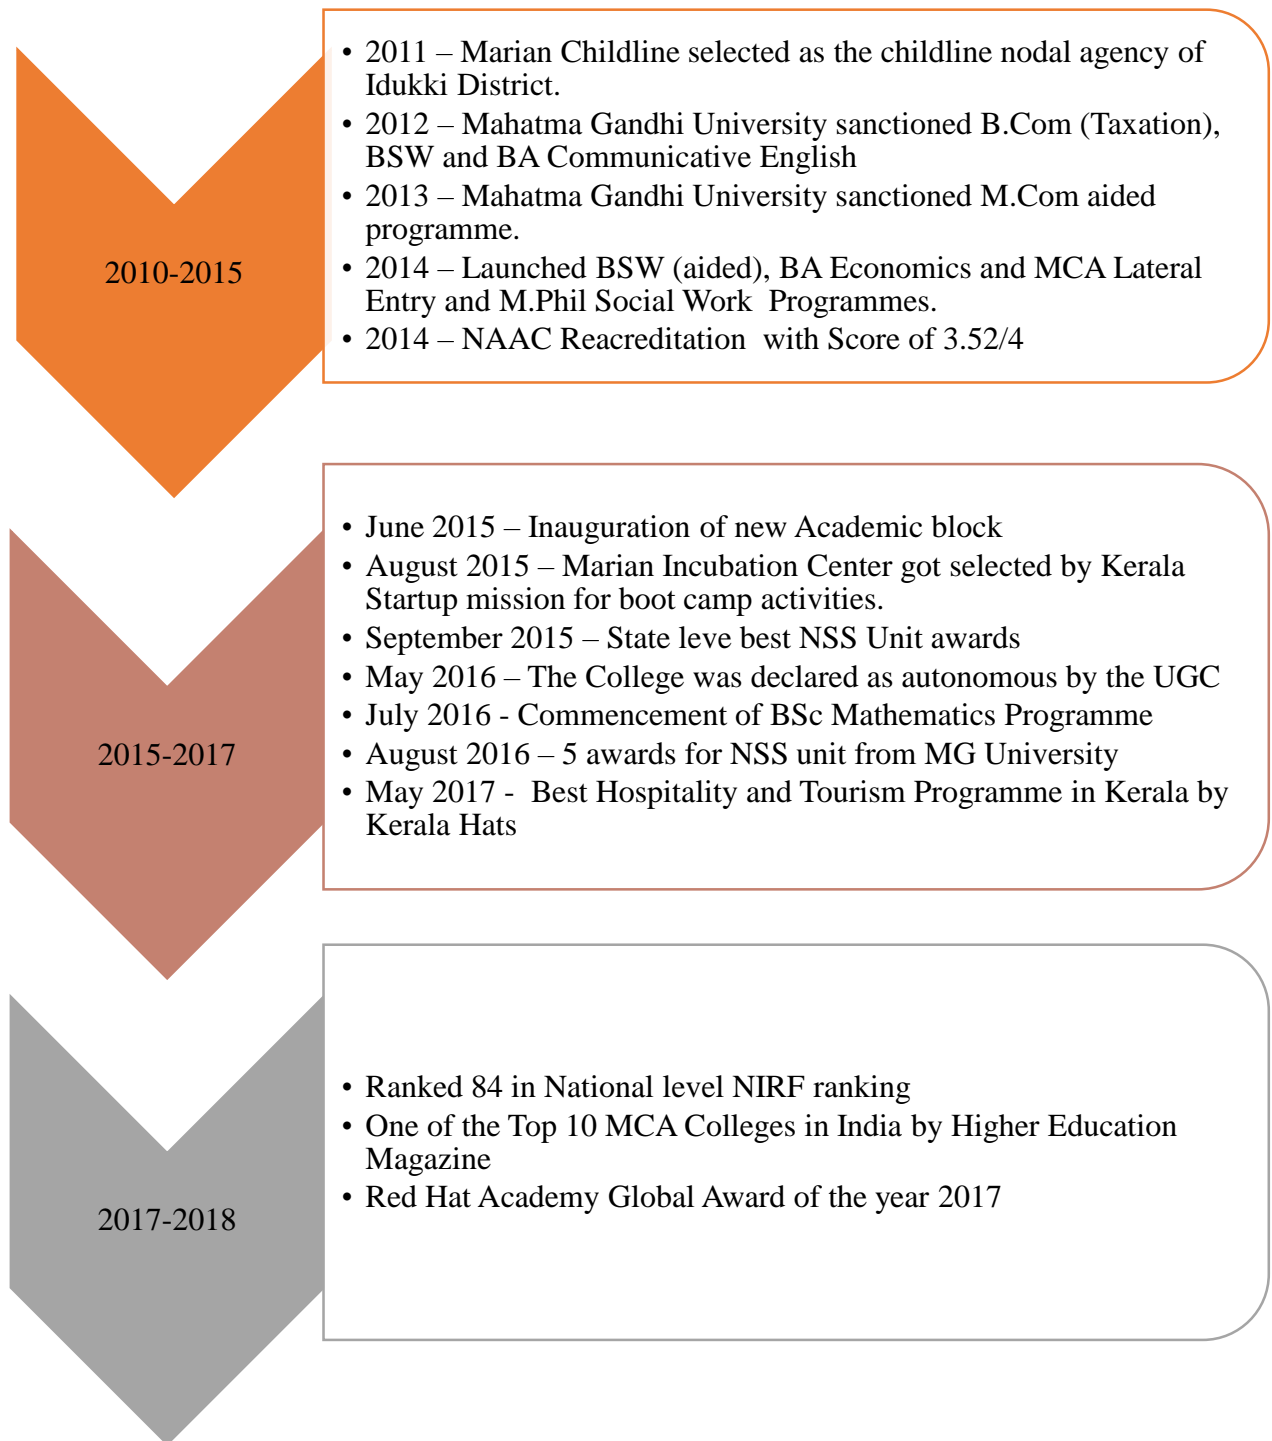 2010-2015
• 2011 – Marian Childline selected as the childline nodal agency of
Idukki District.
• 2012 – Mahatma Gandhi University sanctioned B.Com (Taxation),
BSW and BA Communicative English
• 2013 – Mahatma Gandhi University sanctioned M.Com aided
programme.
• 2014 – Launched BSW (aided), BA Economics and MCA Lateral
Entry and M.Phil Social Work  Programmes.
• 2014 – NAAC Reacreditation  with Score of 3.52/4
2015-2017
• June 2015 – Inauguration of new Academic block
• August 2015 – Marian Incubation Center got selected by Kerala
Startup mission for boot camp activities.
• September 2015 – State leve best NSS Unit awards
• May 2016 – The College was declared as autonomous by the UGC
• July 2016 - Commencement of BSc Mathematics Programme
• August 2016 – 5 awards for NSS unit from MG University
• May 2017 -  Best Hospitality and Tourism Programme in Kerala by
Kerala Hats
2017-2018
• Ranked 84 in National level NIRF ranking
• One of the Top 10 MCA Colleges in India by Higher Education
Magazine
• Red Hat Academy Global Award of the year 2017